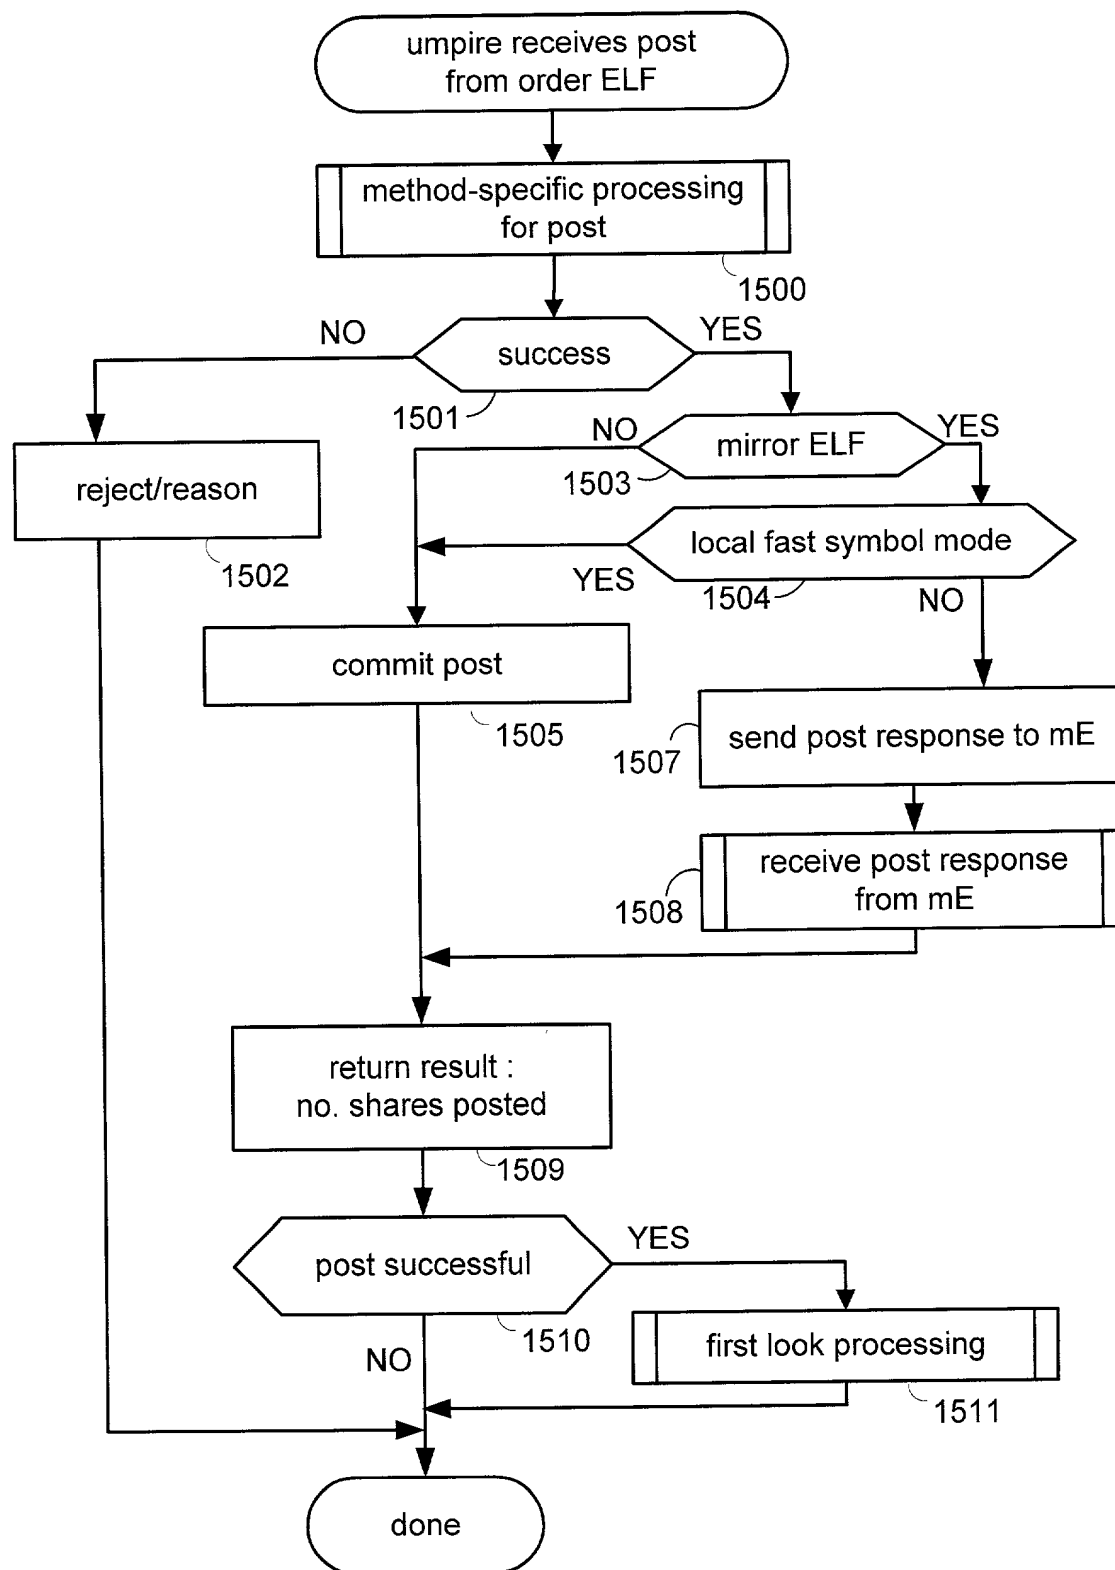 umpire receives post
from order ELF
method-specific processing
for post
1500
NO
YES
success
1501
NO
YES
mirror ELF
1503
reject/reason
1502
local fast symbol mode
YES
1504
NO
commit post
1505
send post response to mE
1507
receive post response
from mE
1508
return result :
no. shares posted
1509
post successful
YES
1510
NO
first look processing
1511
done